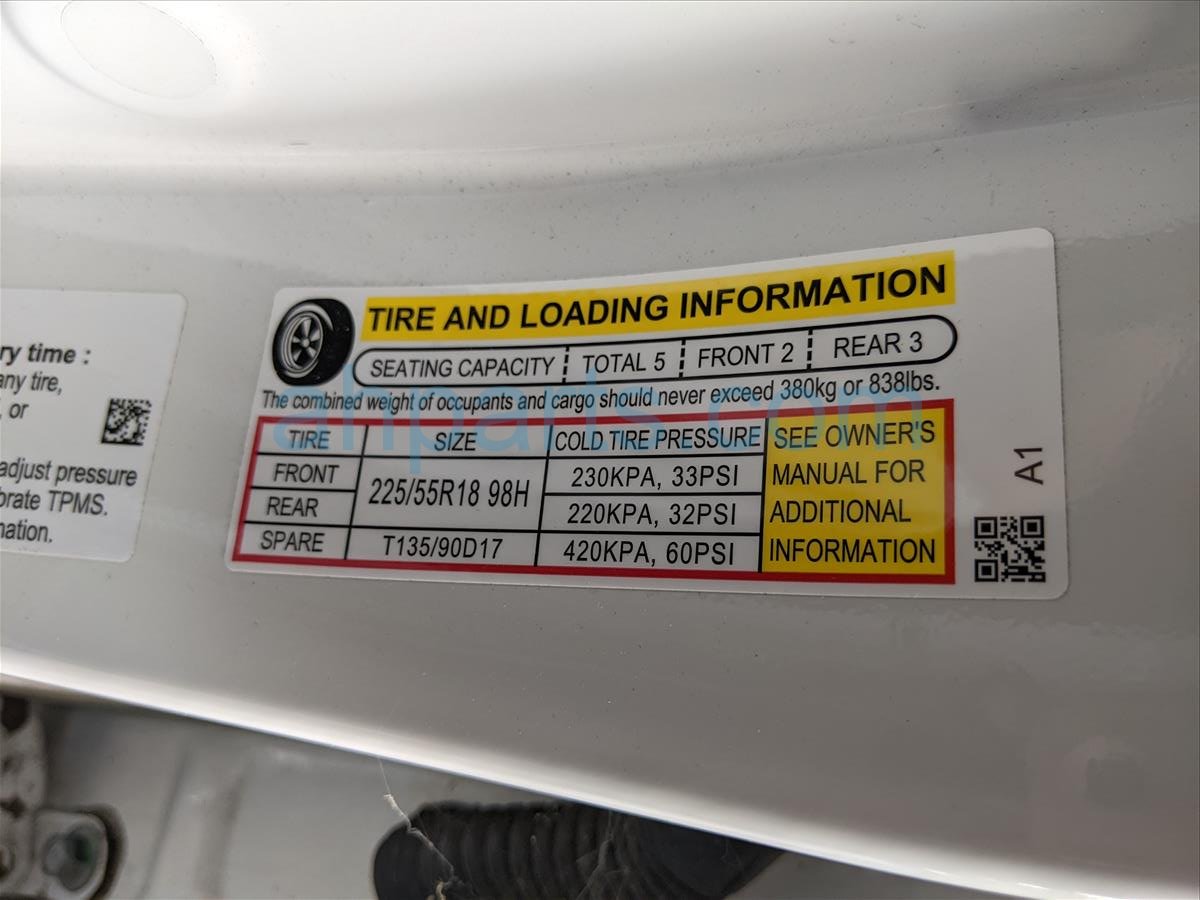 ry time :
any tire,
, or
adjust pressure
brate TPMS.
mation.
TIRE AND LOADING INFORMATION
SEATING CAPACITY TOTAL 5 FRONT 2 REAR 3
The combined weight of occupants and cargo should never exceed 380kg or 838lbs.
TIRE SIZE COLD TIRE PRESSURE SEE OWNER'S
FRONT 225/55R18 98H 230KPA, 33PSI MANUAL FOR
REAR 220KPA, 32PSI ADDITIONAL
SPARE T135/90D17 420KPA, 60PSI INFORMATION
A1
ahparts.com